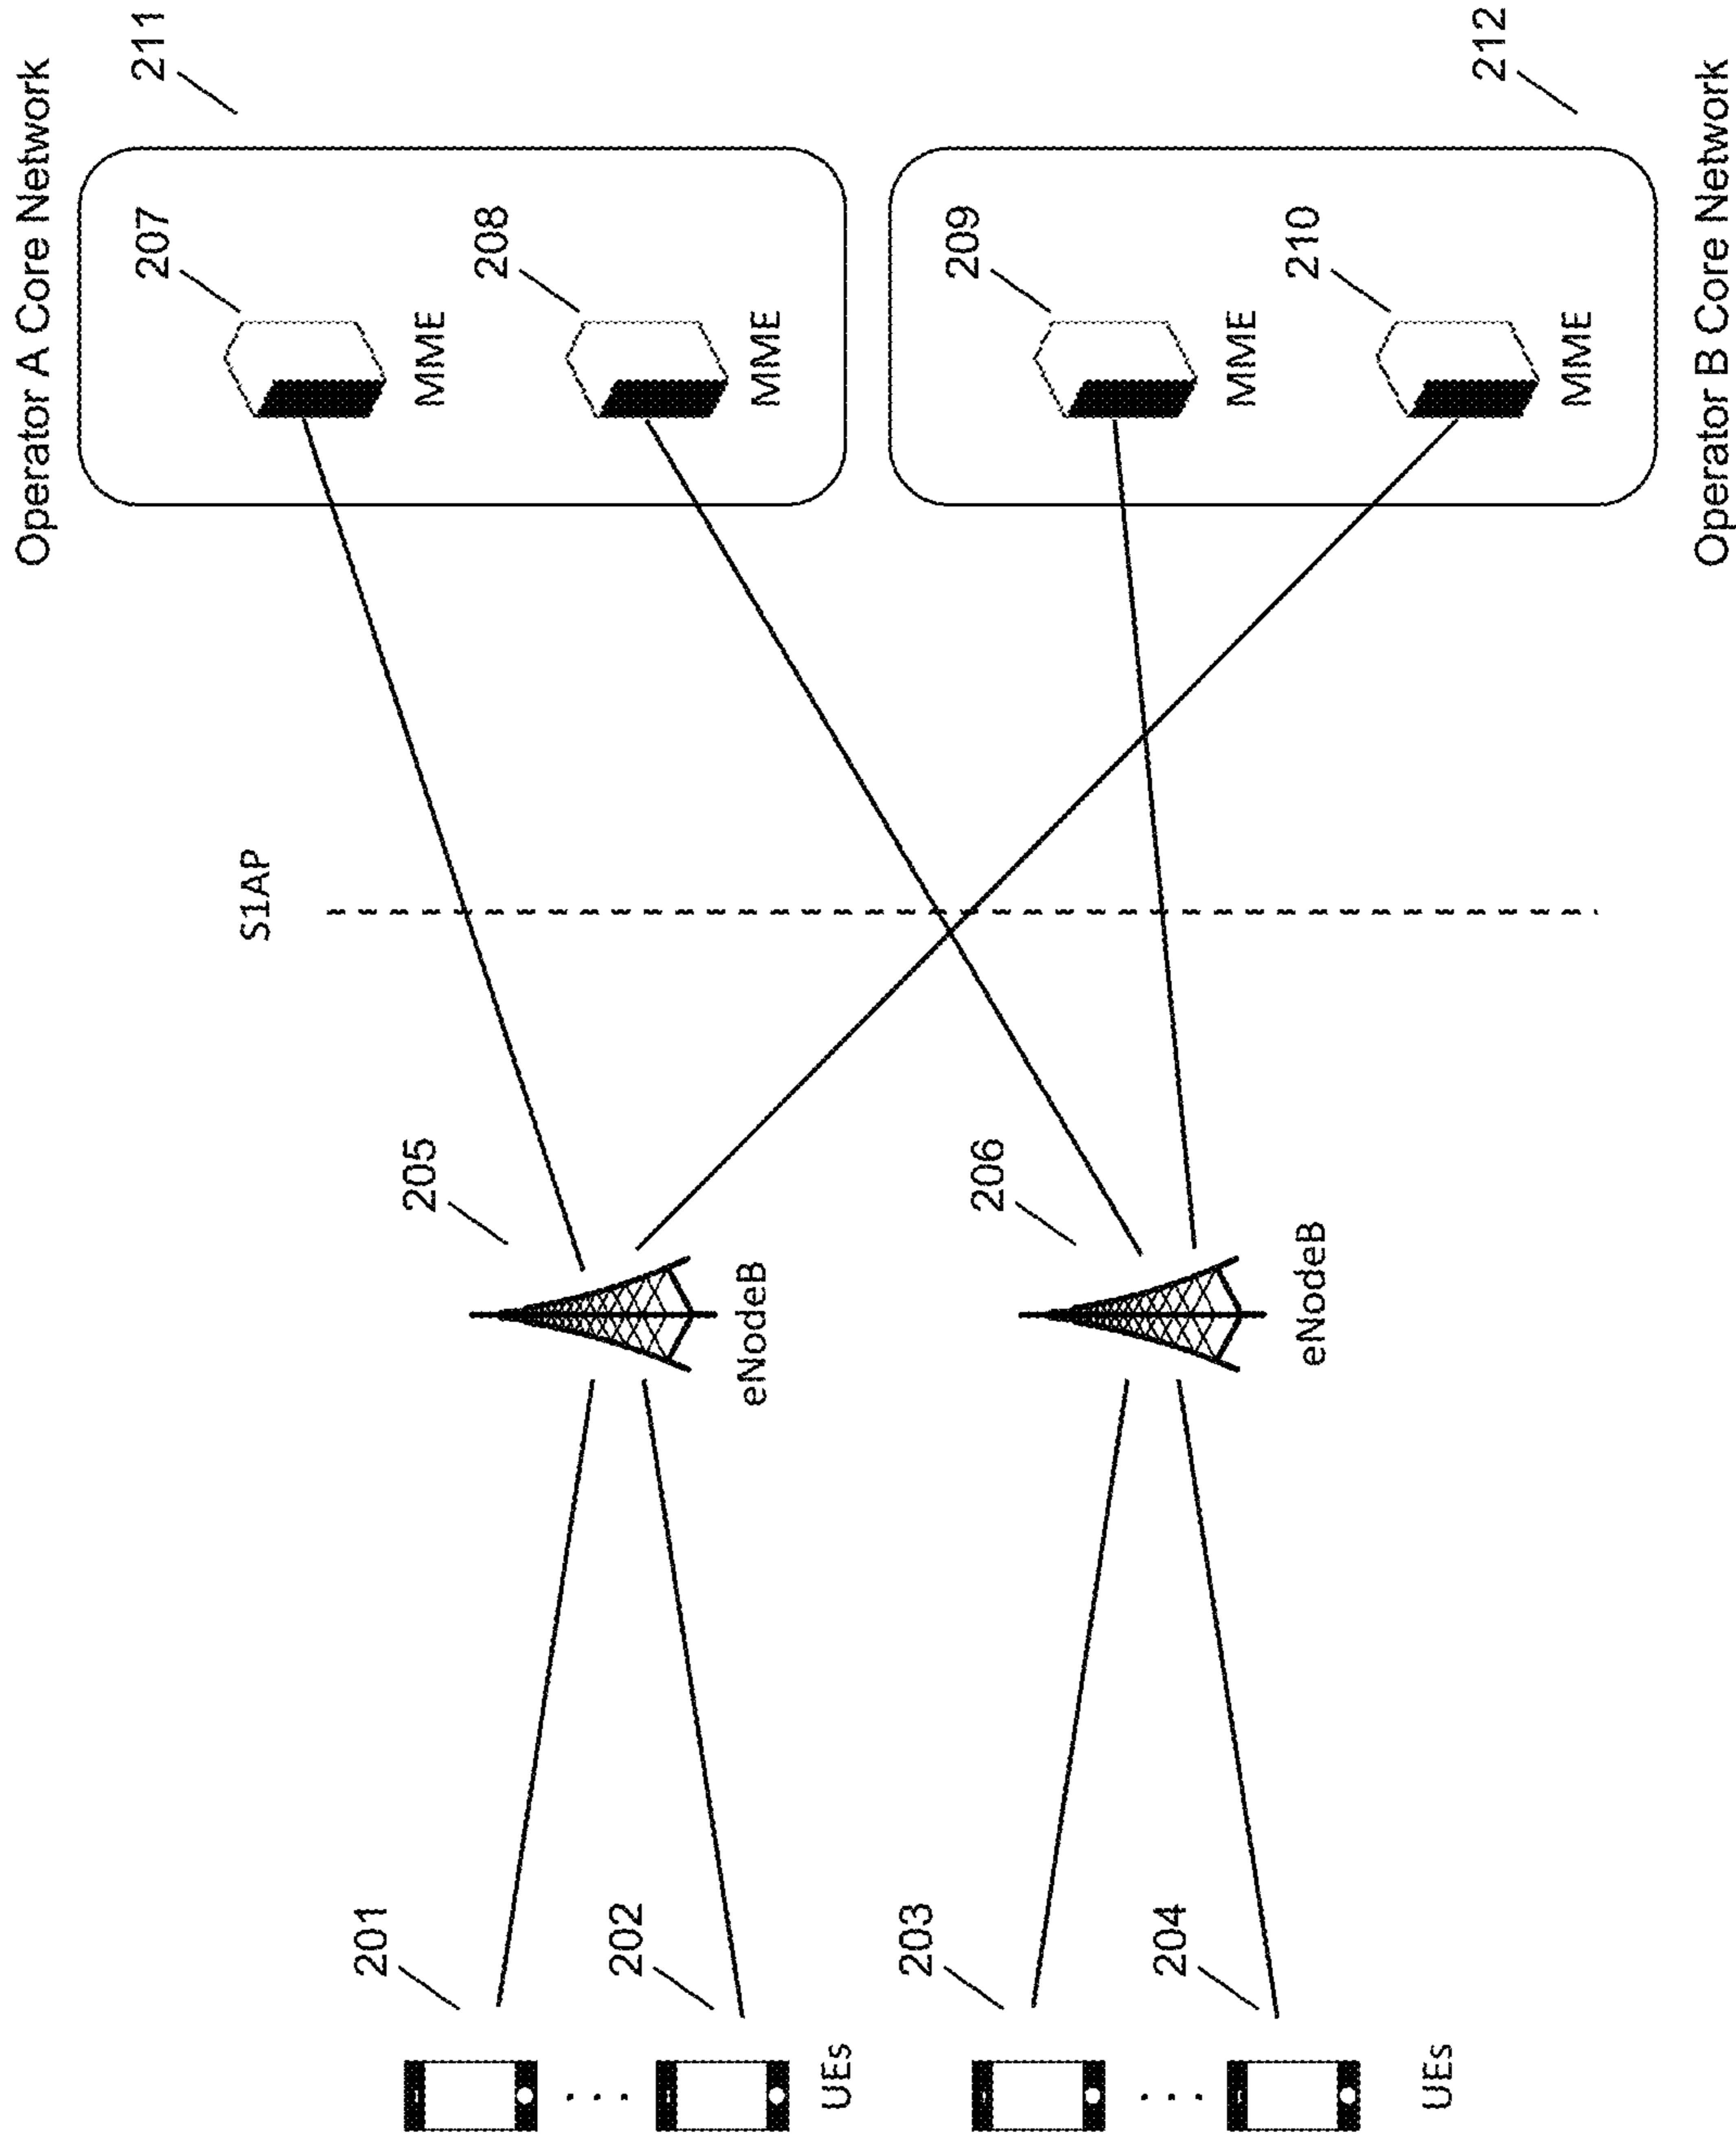 Operator A Core Network
211
207
MME
208
MME
S1AP
205
eNodeB
201
202
UEs
209
MME
210
MME
206
eNodeB
203
204
UEs
212
Operator B Core Network